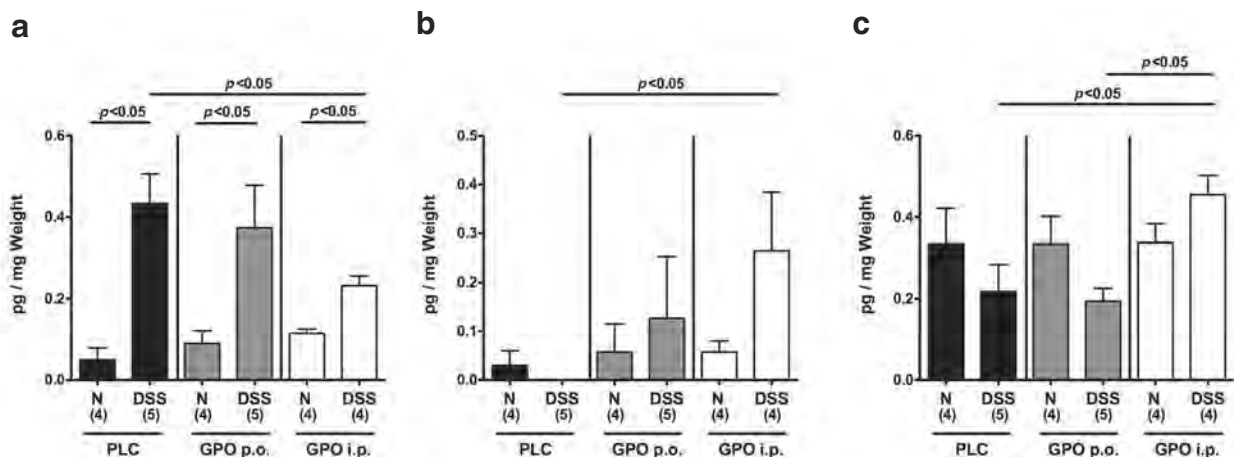 a
p<0.05
p<0.05 p<0.05 p<0.05
pg / mg Weight
0.6
0.4
0.2
0.0
N DSS N DSS N DSS
(4) (5) (4) (5) (4) (4)
PLC GPO p.o. GPO i.p.
b
p<0.05
pg / mg Weight
0.5
0.4
0.3
0.2
0.1
0.0
N DSS N DSS N DSS
(4) (5) (4) (5) (4) (4)
PLC GPO p.o. GPO i.p.
c
p<0.05
p<0.05
pg / mg Weight
0.6
0.4
0.2
0.0
N DSS N DSS N DSS
(4) (5) (4) (5) (4) (4)
PLC GPO p.o. GPO i.p.